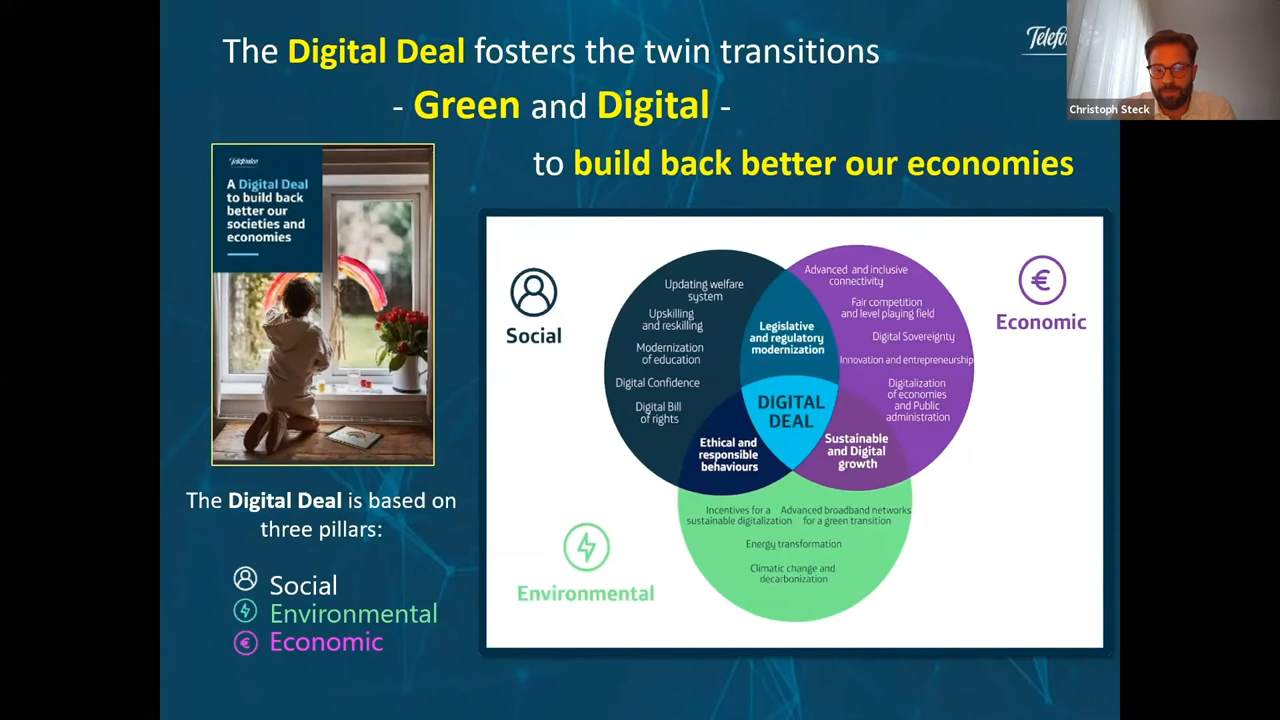 The Digital Deal fosters the twin transitions
- Green and Digital -
to build back better our economies
Christoph Steck
Telefónica
A Digital Deal
to build back
better our
societies and
economies
The Digital Deal is based on
three pillars:
Social
Environmental
€ Economic
Social
€
Economic
Environmental
Updating welfare
system
Upskilling
and reskilling
Modernization
of education
Digital Confidence
Digital Bill
of rights
Legislative
and regulatory
modernization
Advanced and inclusive
connectivity
Fair competition
and level playing field
Digital Sovereignty
Innovation and entrepreneurship
Digitalization
of economies
and Public
administration
DIGITAL
DEAL
Ethical and
responsible
behaviours
Sustainable
and Digital
growth
Incentives for a
sustainable digitalization
Advanced broadband networks
for a green transition
Energy transformation
Climatic change and
decarbonization